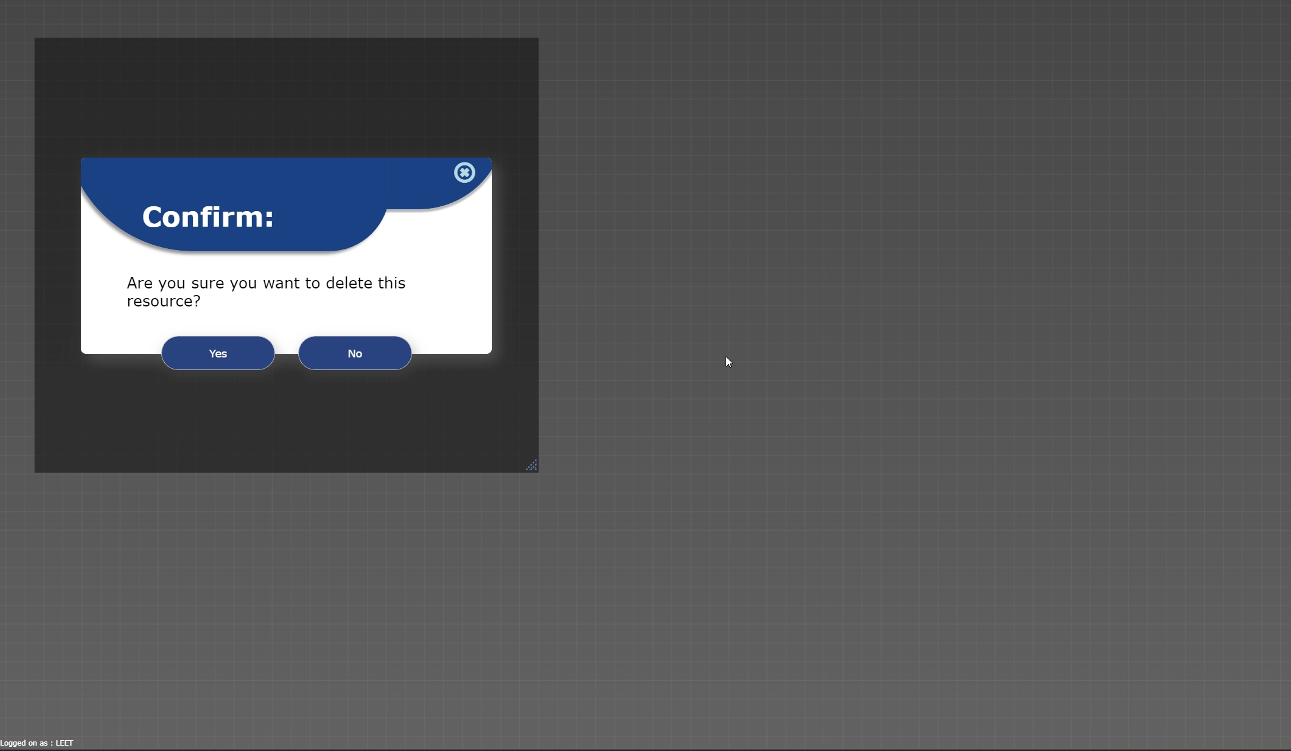 Confirm:
Are you sure you want to delete this
resource?
Yes
No
Logged on as : LEET